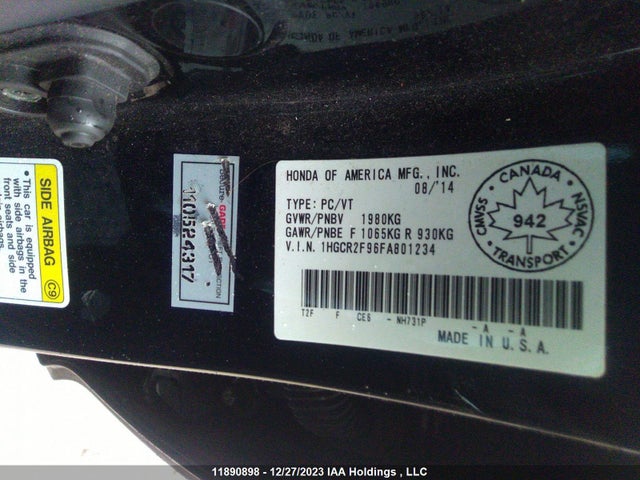 SIDE AIRBAG
C9
This car is equipped
with side airbags in the
front seats and side
110524317
HONDA OF AMERICA MFG., INC.
08/'14
TYPE: PC/VT
GVWR/PNBV 1980KG
GAWR/PNBE F 1065KG R 930KG
V.I.N. 1HGCR2F96FA801234
T2F F CE6 - NH731P -A -A
MADE IN U.S.A.
CANADA
CMVSS
942
NSVAC
TRANSPORT
11890898 - 12/27/2023 IAA Holdings , LLC